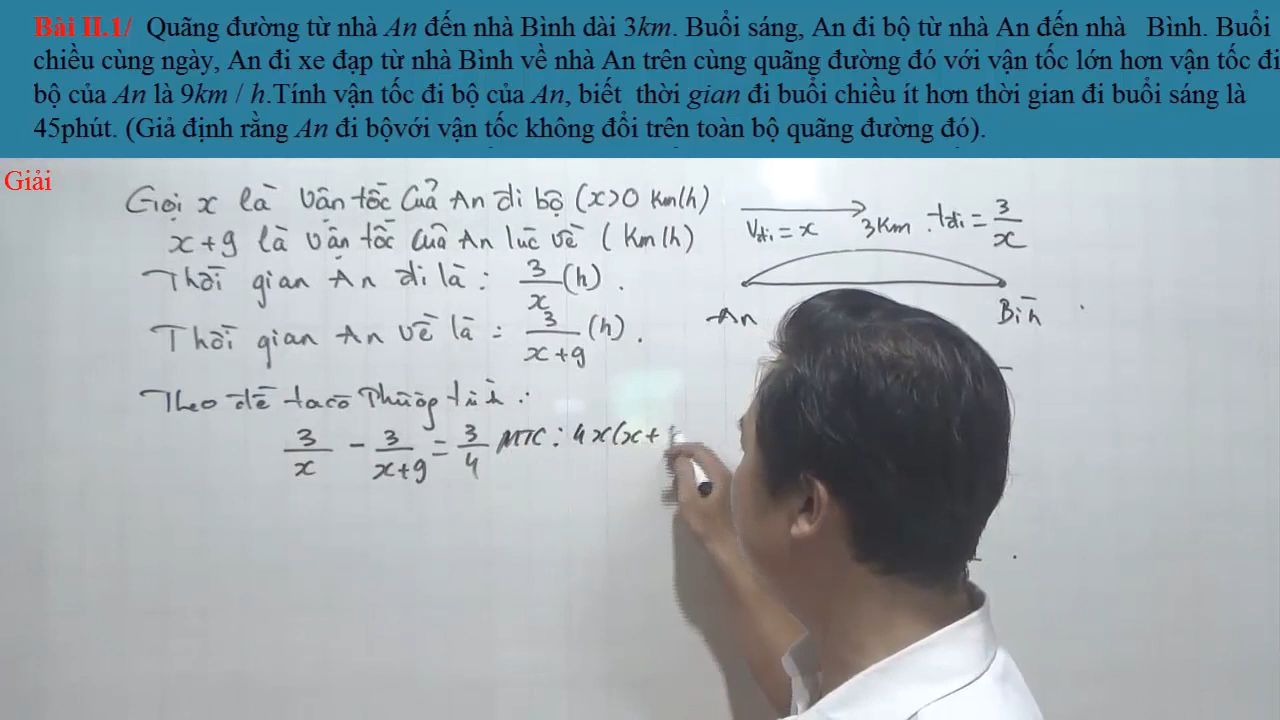 Bài II.1/ Quãng đường từ nhà An đến nhà Bình dài 3km. Buổi sáng, An đi bộ từ nhà An đến nhà Bình. Buổi
chiều cùng ngày, An đi xe đạp từ nhà Bình về nhà An trên cùng quãng đường đó với vận tốc lớn hơn vận tốc đi
bộ của An là 9km / h.Tính vận tốc đi bộ của An, biết thời gian đi buổi chiều ít hơn thời gian đi buổi sáng là
45phút. (Giả định rằng An đi bộvới vận tốc không đổi trên toàn bộ quãng đường đó).
Giải
Gọi x là vận tốc của An đi bộ (x>0 km/h)
x+9 là vận tốc của An lúc về (km/h)
Thời gian An đi là: 3/x (h).
Thời gian An về là: 3/(x+9) (h).
Theo đề ta có Phương trình:
3/x - 3/(x+9) = 3/4 MTC: 4x(x+
Vđi = x 3Km. tđi = 3/x
An Bình